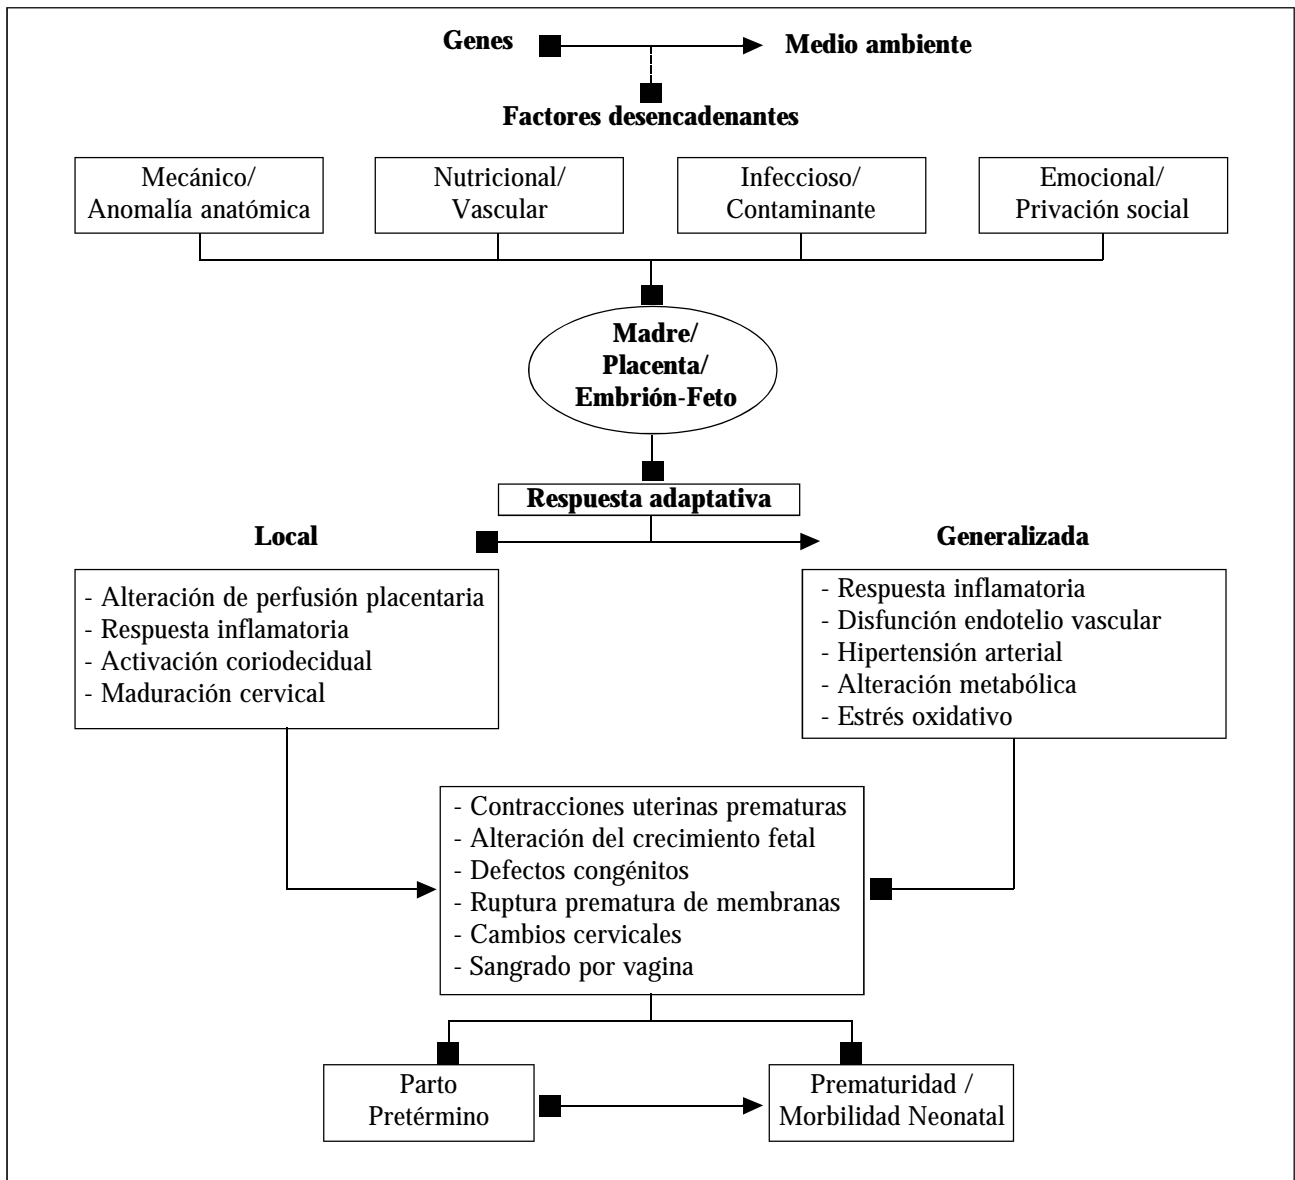 Genes
Medio ambiente
Factores desencadenantes
Mecánico/
Anomalía anatómica
Nutricional/
Vascular
Infeccioso/
Contaminante
Emocional/
Privación social
Madre/
Placenta/
Embrión-Feto
Respuesta adaptativa
Local
Generalizada
- Alteración de perfusión placentaria
- Respuesta inflamatoria
- Activación coriodecidual
- Maduración cervical
- Respuesta inflamatoria
- Disfunción endotelio vascular
- Hipertensión arterial
- Alteración metabólica
- Estrés oxidativo
- Contracciones uterinas prematuras
- Alteración del crecimiento fetal
- Defectos congénitos
- Ruptura prematura de membranas
- Cambios cervicales
- Sangrado por vagina
Parto
Pretérmino
Prematuridad /
Morbilidad Neonatal